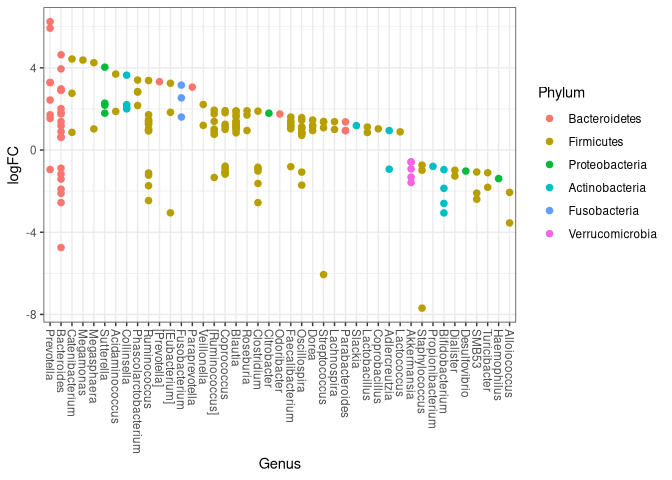 logFC
4
0
-4
-8
Prevotella
Bacteroides
Catenibacterium
Megamonas
Megasphaera
Sutterella
Acidaminococcus
Collinsella
Phascolarctobacterium
Ruminococcus
[Prevotella]
[Eubacterium]
Fusobacterium
Paraprevotella
Veillonella
[Ruminococcus]
Coprococcus
Blautia
Roseburia
Clostridium
Citrobacter
Odoribacter
Faecalibacterium
Oscillospira
Dorea
Streptococcus
Lachnospira
Parabacteroides
Slackia
Lactobacillus
Coprobacillus
Adlercreutzia
Lactococcus
Akkermansia
Staphylococcus
Propionibacterium
Bifidobacterium
Dialister
Desulfovibrio
SMB53
Turicibacter
Haemophilus
Alloiococcus
Genus
Phylum
Bacteroidetes
Firmicutes
Proteobacteria
Actinobacteria
Fusobacteria
Verrucomicrobia